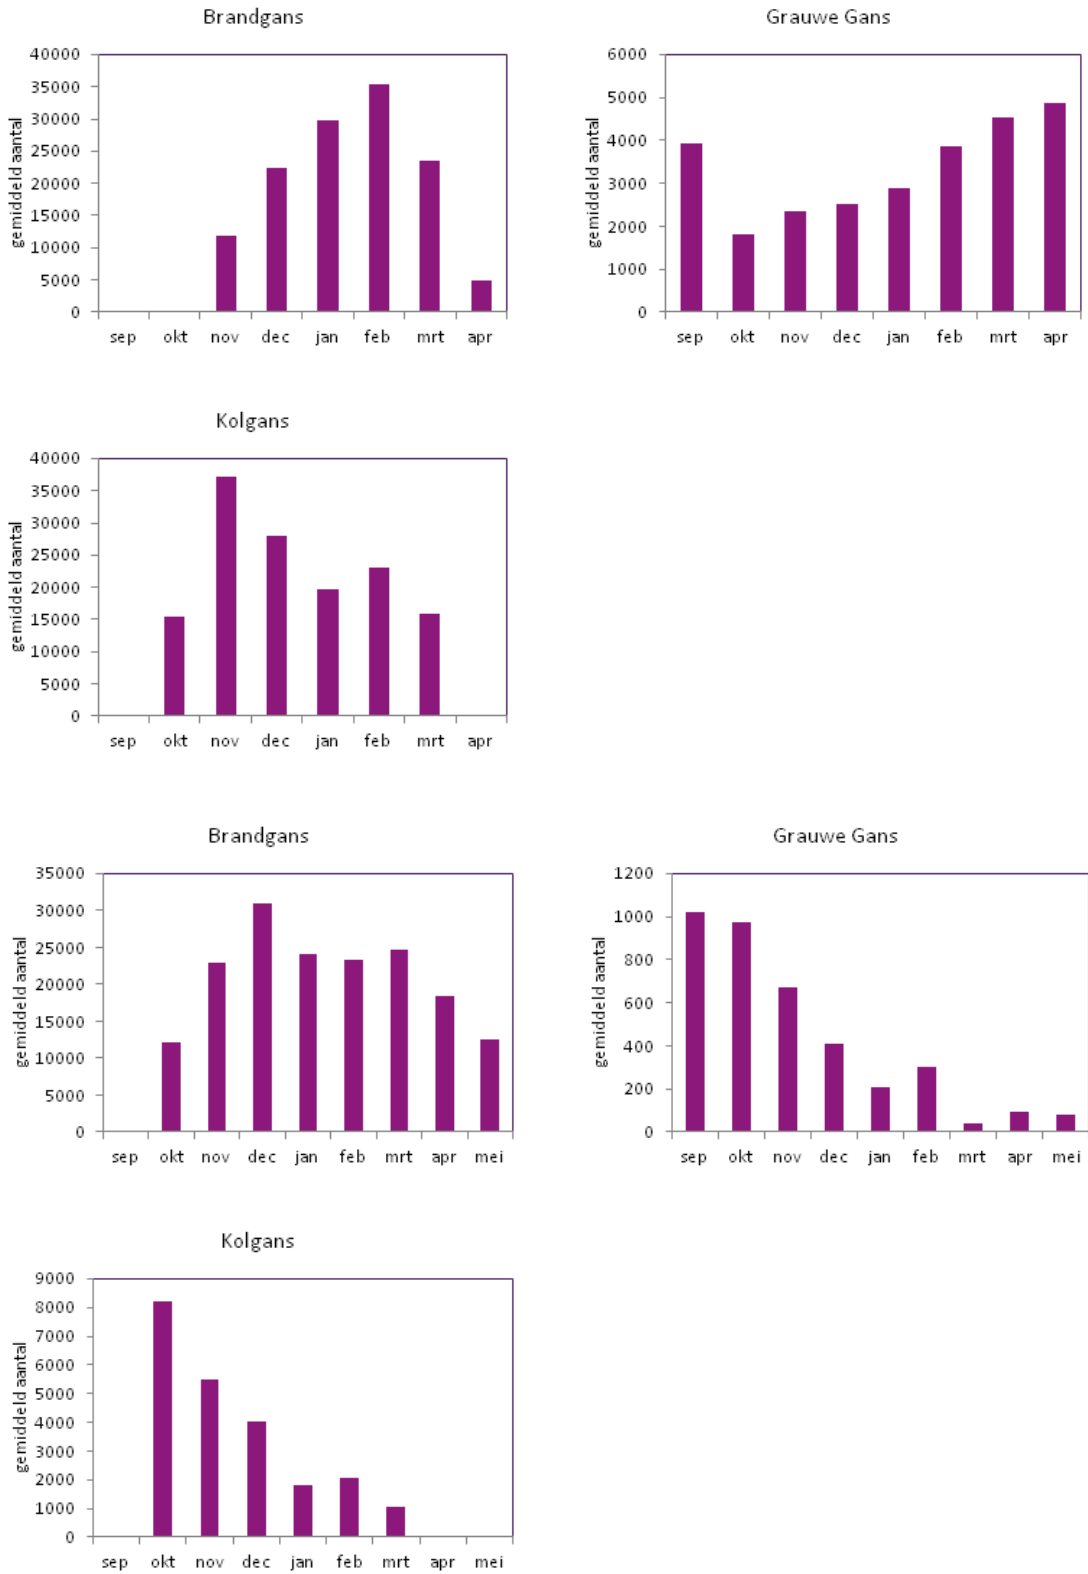 Brandgans
gemiddeld aantal
40000
35000
30000
25000
20000
15000
10000
5000
0
sep okt nov dec jan feb mrt apr
Grauwe Gans
gemiddeld aantal
6000
5000
4000
3000
2000
1000
0
sep okt nov dec jan feb mrt apr
Kolgans
gemiddeld aantal
40000
35000
30000
25000
20000
15000
10000
5000
0
sep okt nov dec jan feb mrt apr
Brandgans
gemiddeld aantal
35000
30000
25000
20000
15000
10000
5000
0
sep okt nov dec jan feb mrt apr mei
Grauwe Gans
gemiddeld aantal
1200
1000
800
600
400
200
0
sep okt nov dec jan feb mrt apr mei
Kolgans
gemiddeld aantal
9000
8000
7000
6000
5000
4000
3000
2000
1000
0
sep okt nov dec jan feb mrt apr mei